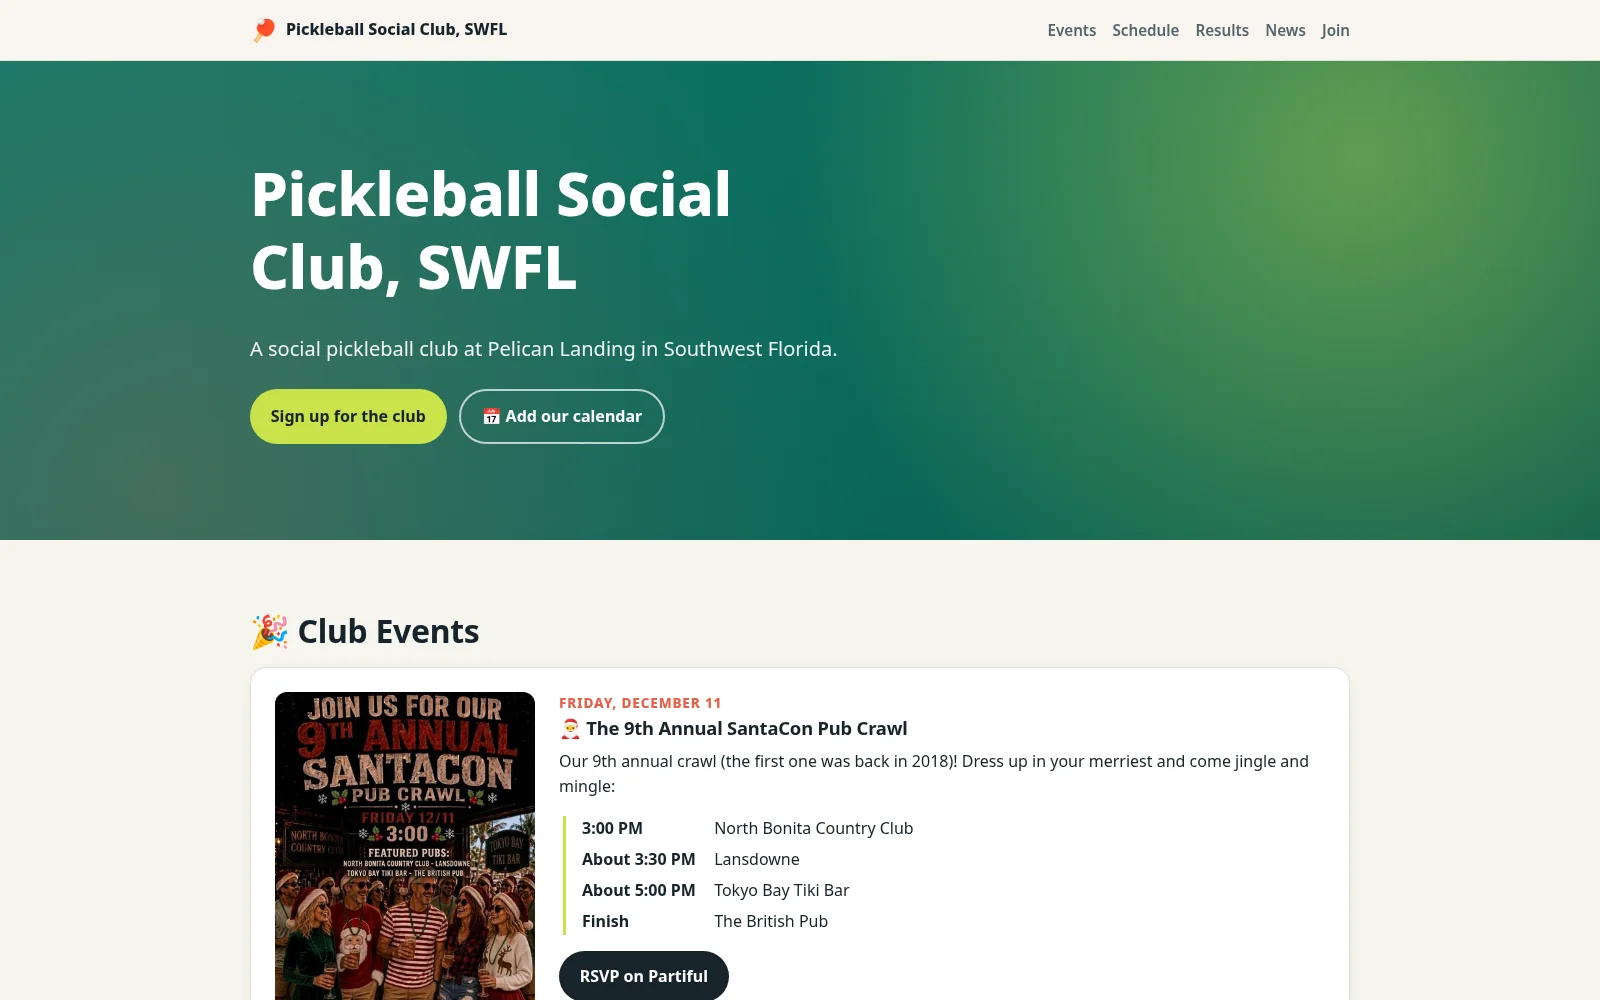 Pickleball Social Club, SWFL
Events Schedule Results News Join
Pickleball Social
Club, SWFL
A social pickleball club at Pelican Landing in Southwest Florida.
Sign up for the club
📅 Add our calendar
🎉 Club Events
JOIN US FOR OUR
9TH ANNUAL
SANTACON
PUB CRAWL
FRIDAY 12/11
3:00
NORTH BONITA
COUNTRY CLUB
TOKYO BAY
TIKI BAR
FEATURED PUBS:
NORTH BONITA COUNTRY CLUB - LANSDOWNE
TOKYO BAY TIKI BAR - THE BRITISH PUB
FRIDAY, DECEMBER 11
🎅 The 9th Annual SantaCon Pub Crawl
Our 9th annual crawl (the first one was back in 2018)! Dress up in your merriest and come jingle and
mingle:
3:00 PM North Bonita Country Club
About 3:30 PM Lansdowne
About 5:00 PM Tokyo Bay Tiki Bar
Finish The British Pub
RSVP on Partiful